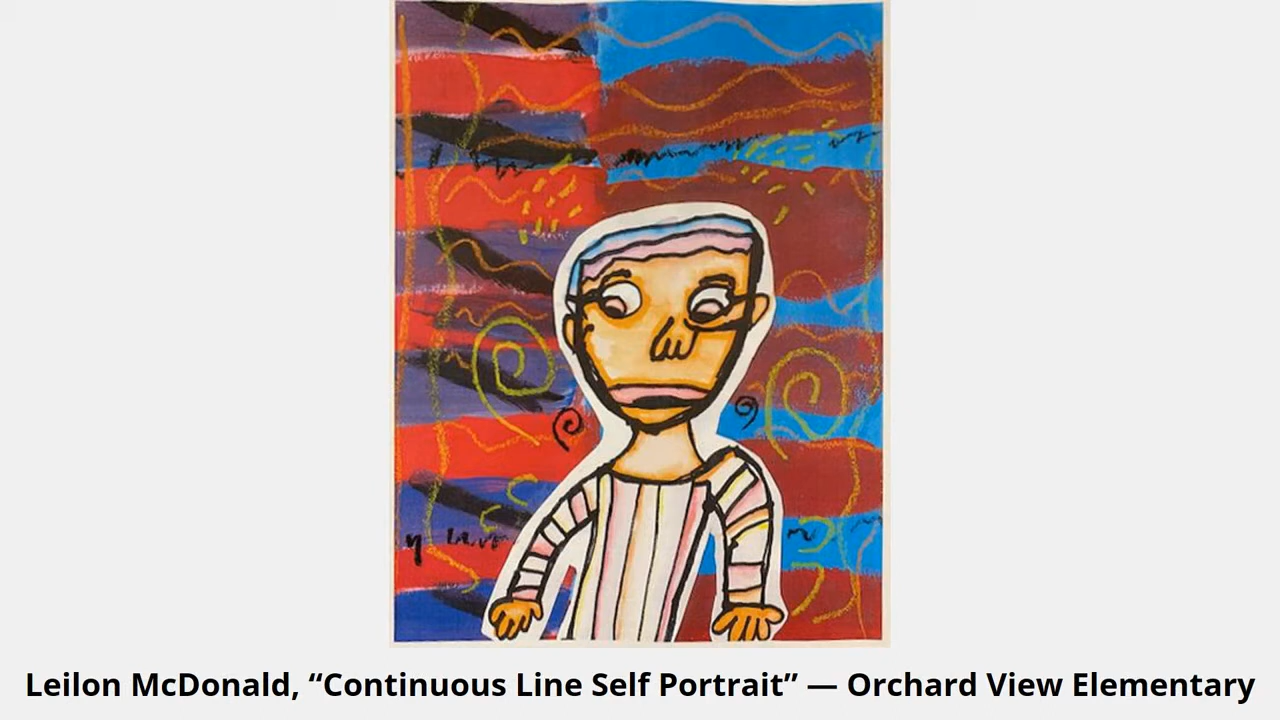 Leilon McDonald, “Continuous Line Self Portrait” — Orchard View Elementary